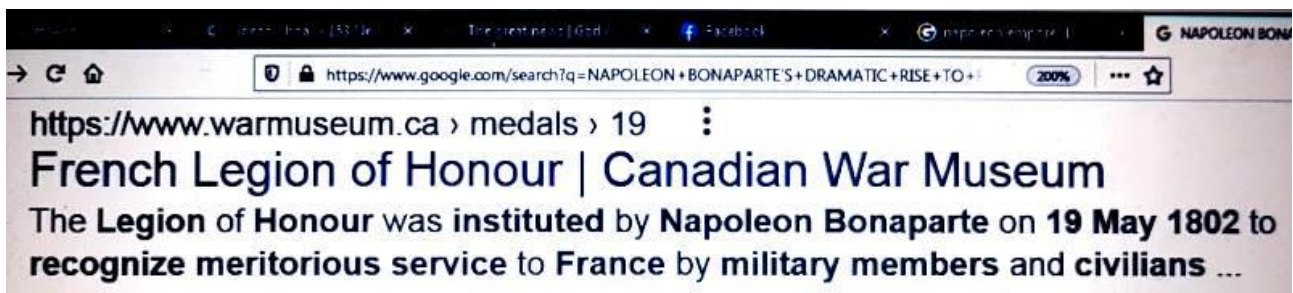 Facebook
NAPOLEON BONA
https://www.google.com/search?q=NAPOLEON+BONAPARTE'S+DRAMATIC+RISE+TO+
200%
https://www.warmuseum.ca › medals › 19
French Legion of Honour | Canadian War Museum
The Legion of Honour was instituted by Napoleon Bonaparte on 19 May 1802 to
recognize meritorious service to France by military members and civilians ...